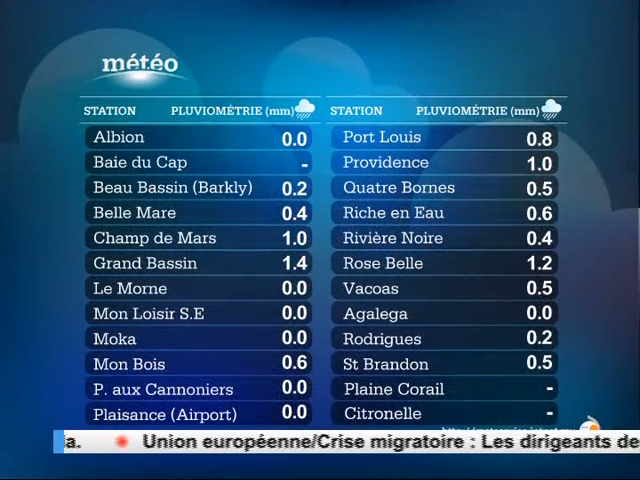 météo
STATION PLUVIOMÉTRIE (mm)
Albion 0.0
Baie du Cap -
Beau Bassin (Barkly) 0.2
Belle Mare 0.4
Champ de Mars 1.0
Grand Bassin 1.4
Le Morne 0.0
Mon Loisir S.E 0.0
Moka 0.0
Mon Bois 0.6
P. aux Cannoniers 0.0
Plaisance (Airport) 0.0
STATION PLUVIOMÉTRIE (mm)
Port Louis 0.8
Providence 1.0
Quatre Bornes 0.5
Riche en Eau 0.6
Rivière Noire 0.4
Rose Belle 1.2
Vacoas 0.5
Agalega 0.0
Rodrigues 0.2
St Brandon 0.5
Plaine Corail -
Citronelle -
Union européenne/Crise migratoire : Les dirigeants de